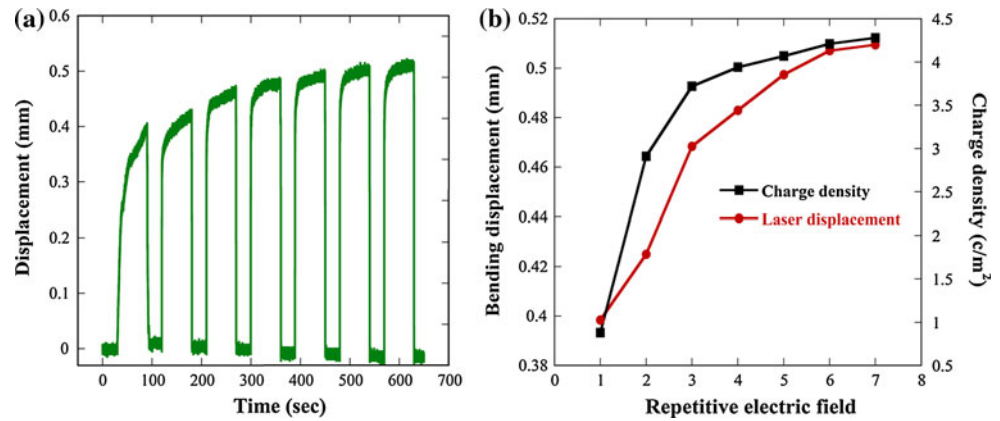 (a)
0.6
0.5
0.4
0.3
0.2
0.1
0
Displacement (mm)
0 100 200 300 400 500 600 700
Time (sec)
(b)
0.52
0.5
0.48
0.46
0.44
0.42
0.4
0.38
Bending displacement (mm)
Charge density
Laser displacement
4.5
4
3.5
3
2.5
2
1.5
1
0.5
Charge density (c/m²)
0 1 2 3 4 5 6 7 8
Repetitive electric field